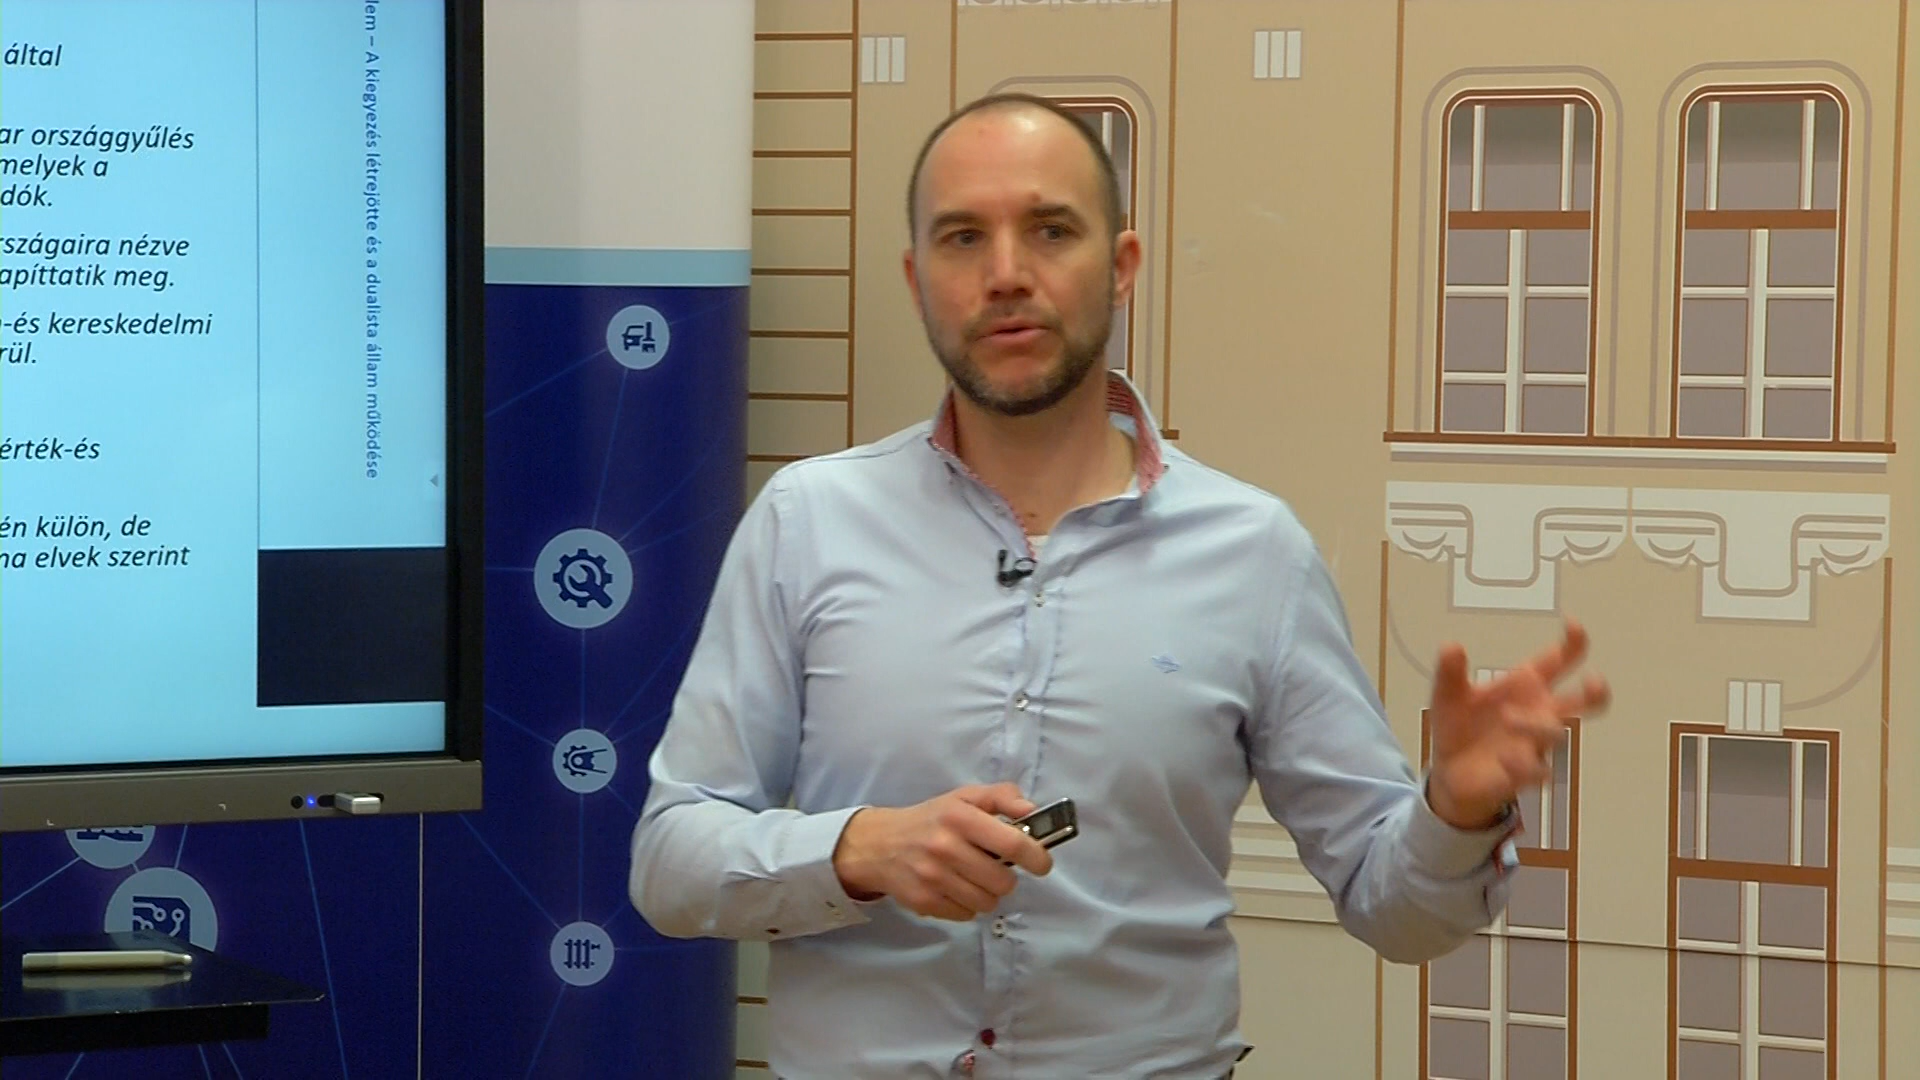 által
ar országgyűlés
melyek a
dók.
rszágaira nézve
apíttatik meg.
-és kereskedelmi
rül.
érték-és
én külön, de
na elvek szerint
lem – A kiegyezés létrejötte és a dualista állam működése